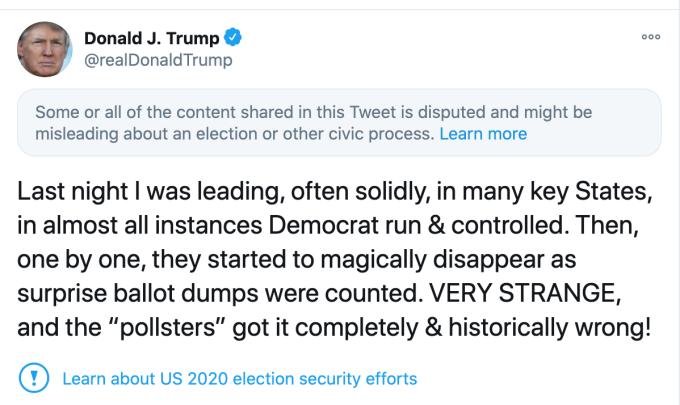 Donald J. Trump
@realDonaldTrump
Some or all of the content shared in this Tweet is disputed and might be
misleading about an election or other civic process. Learn more
Last night I was leading, often solidly, in many key States,
in almost all instances Democrat run & controlled. Then,
one by one, they started to magically disappear as
surprise ballot dumps were counted. VERY STRANGE,
and the “pollsters” got it completely & historically wrong!
Learn about US 2020 election security efforts